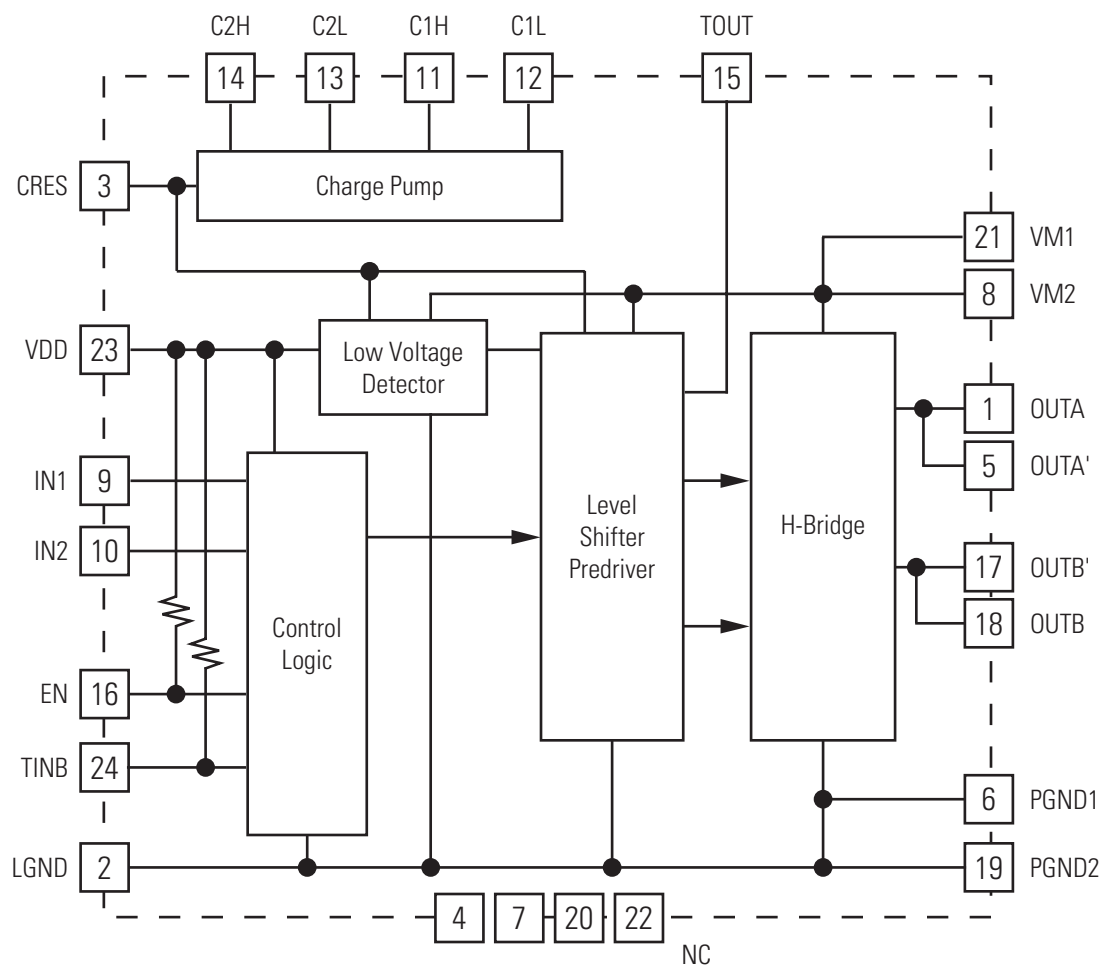 C2H C2L C1H C1L TOUT
14 13 11 12 15
CRES 3 Charge Pump
21 VM1
8 VM2
VDD 23 Low Voltage
Detector
1 OUTA
5 OUTA'
IN1 9
IN2 10
Level
Shifter
Predriver
H-Bridge
17 OUTB'
18 OUTB
Control
Logic
EN 16
TINB 24
6 PGND1
LGND 2
19 PGND2
4 7 20 22
NC